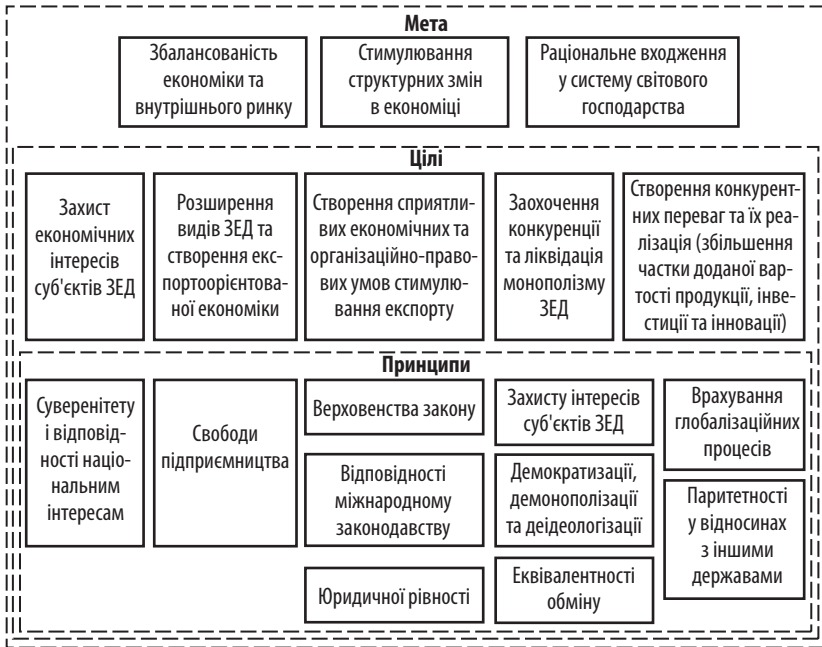 Мета
Збалансованість
економіки та
внутрішнього ринку
Стимулювання
структурних змін
в економіці
Раціональне входження
у систему світового
господарства
Цілі
Захист
економічних
інтересів
суб'єктів ЗЕД
Розширення
видів ЗЕД та
створення екс-
портоорієнтова-
ної економіки
Створення сприятли-
вих економічних та
організаційно-право-
вих умов стимулю-
вання експорту
Заохочення
конкуренції
та ліквідація
монополізму
ЗЕД
Створення конкурент-
них переваг та їх реа-
лізація (збільшення
частки доданої вар-
тості продукції, інве-
стиції та інновації)
Принципи
Суверенітету
і відповід-
ності націо-
нальним
інтересам
Свободи
підприємництва
Верховенства закону
Відповідності
міжнародному
законодавству
Юридичної рівності
Захисту інтересів
суб'єктів ЗЕД
Демократизації,
демонополізації
та деідеологізації
Еквівалентності
обміну
Врахування
глобалізаційних
процесів
Паритетності
у відносинах
з іншими
державами